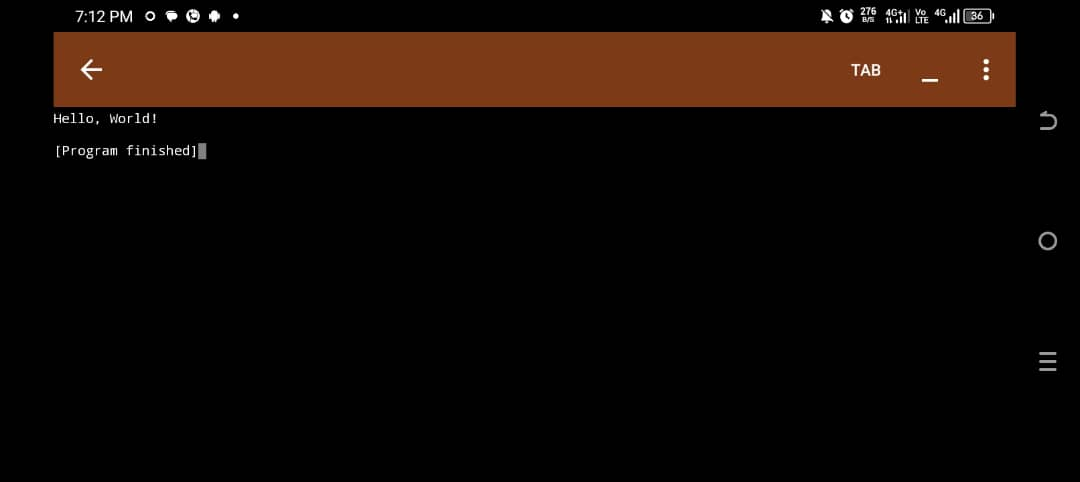 7:12 PM 276 B/S 4G+ Vo LTE 4G 36
TAB
Hello, World!
[Program finished]